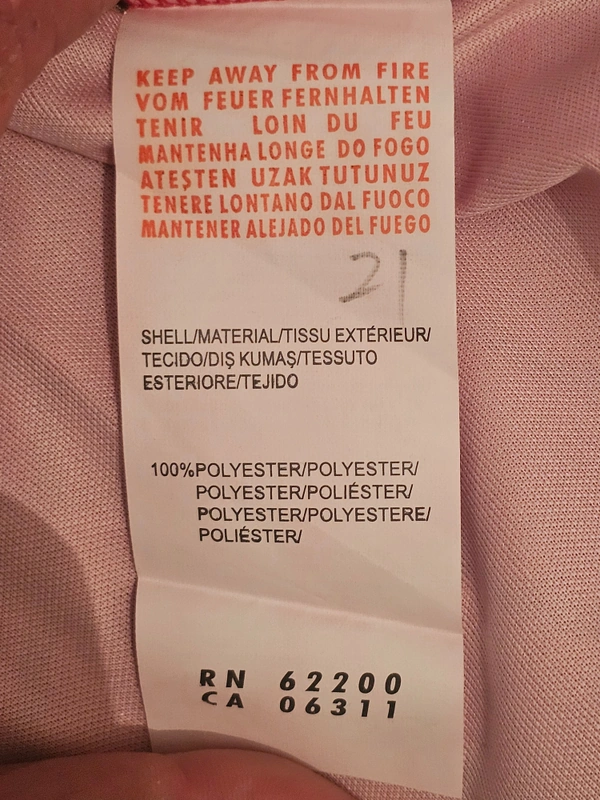 KEEP AWAY FROM FIRE
VOM FEUER FERNHALTEN
TENIR LOIN DU FEU
MANTENHA LONGE DO FOGO
ATEŞTEN UZAK TUTUNUZ
TENERE LONTANO DAL FUOCO
MANTENER ALEJADO DEL FUEGO
21
SHELL/MATERIAL/TISSU EXTÉRIEUR/
TECIDO/DIŞ KUMAŞ/TESSUTO
ESTERIORE/TEJIDO
100%POLYESTER/POLYESTER/
POLYESTER/POLIÉSTER/
POLYESTER/POLYESTERE/
POLIÉSTER/
RN 62200
CA 06311